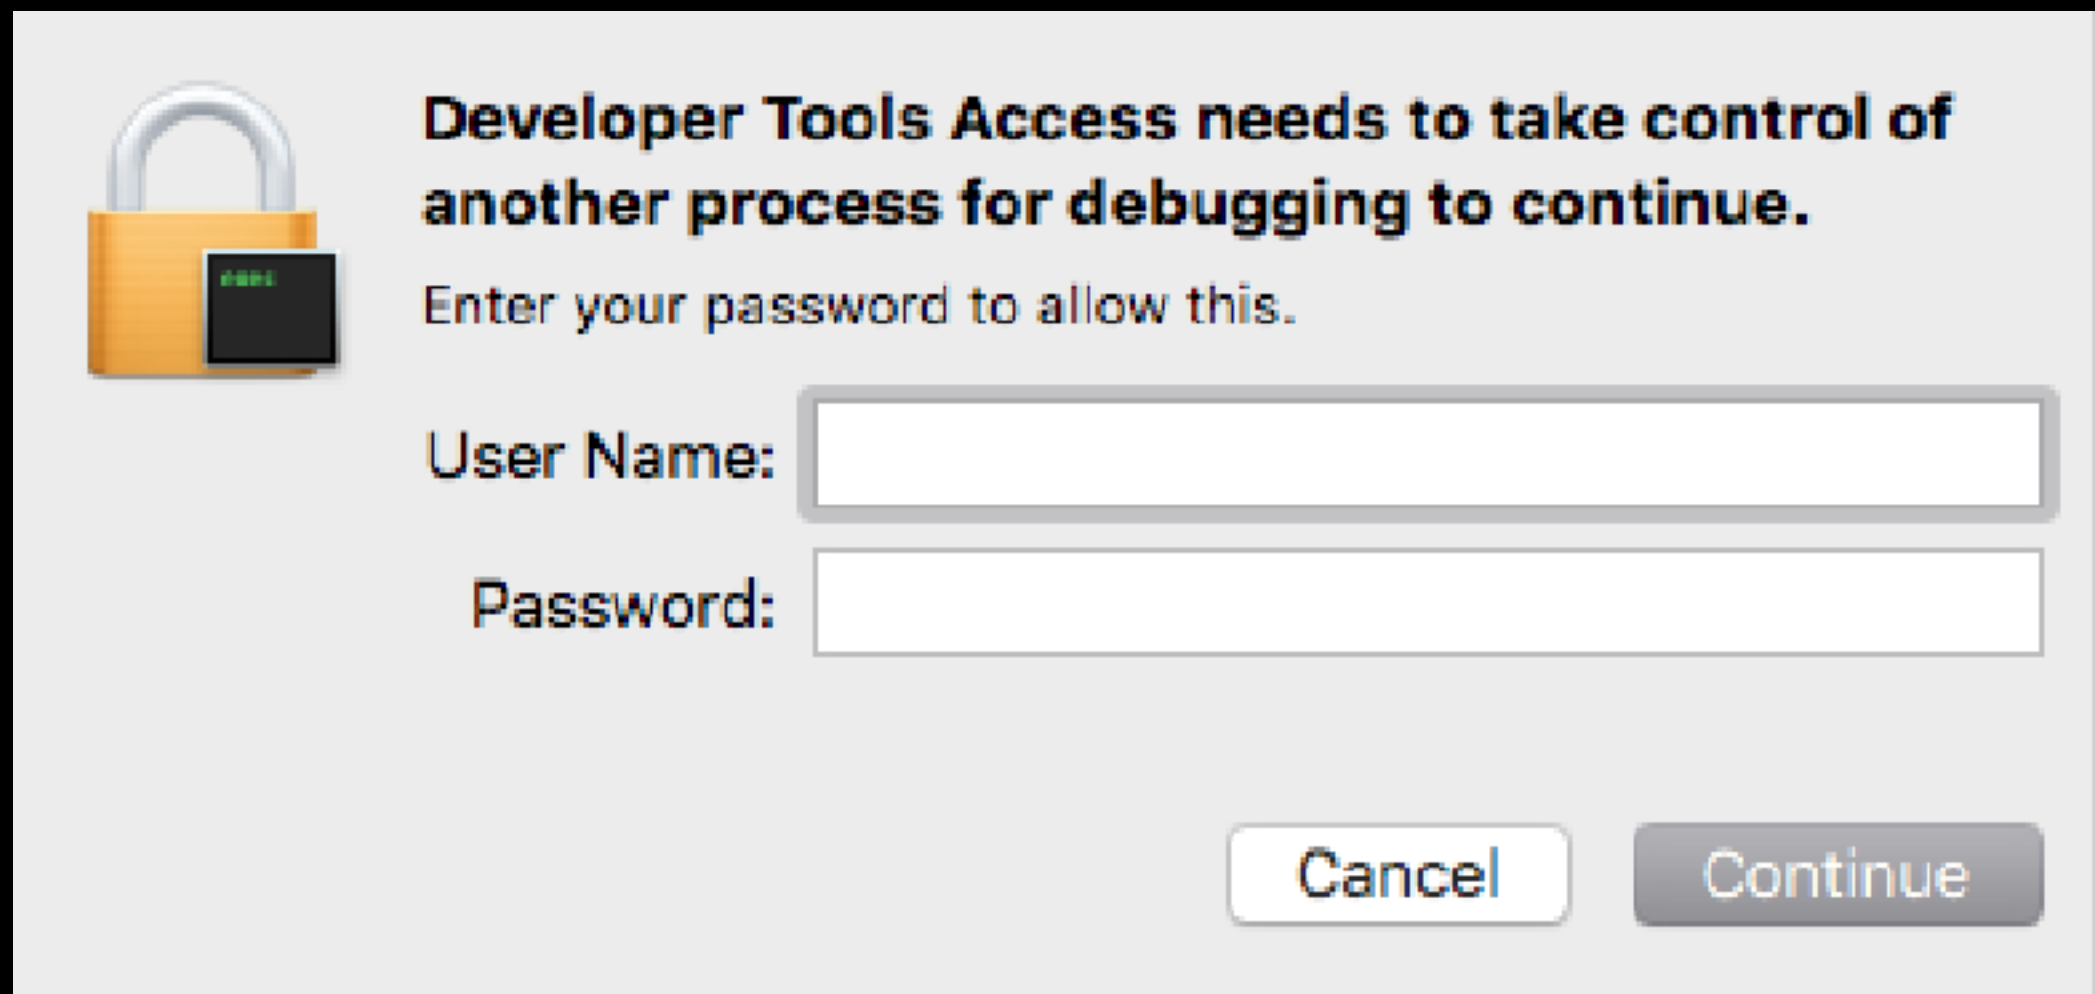 Developer Tools Access needs to take control of
another process for debugging to continue.
Enter your password to allow this.
User Name:
Password:
Cancel
Continue